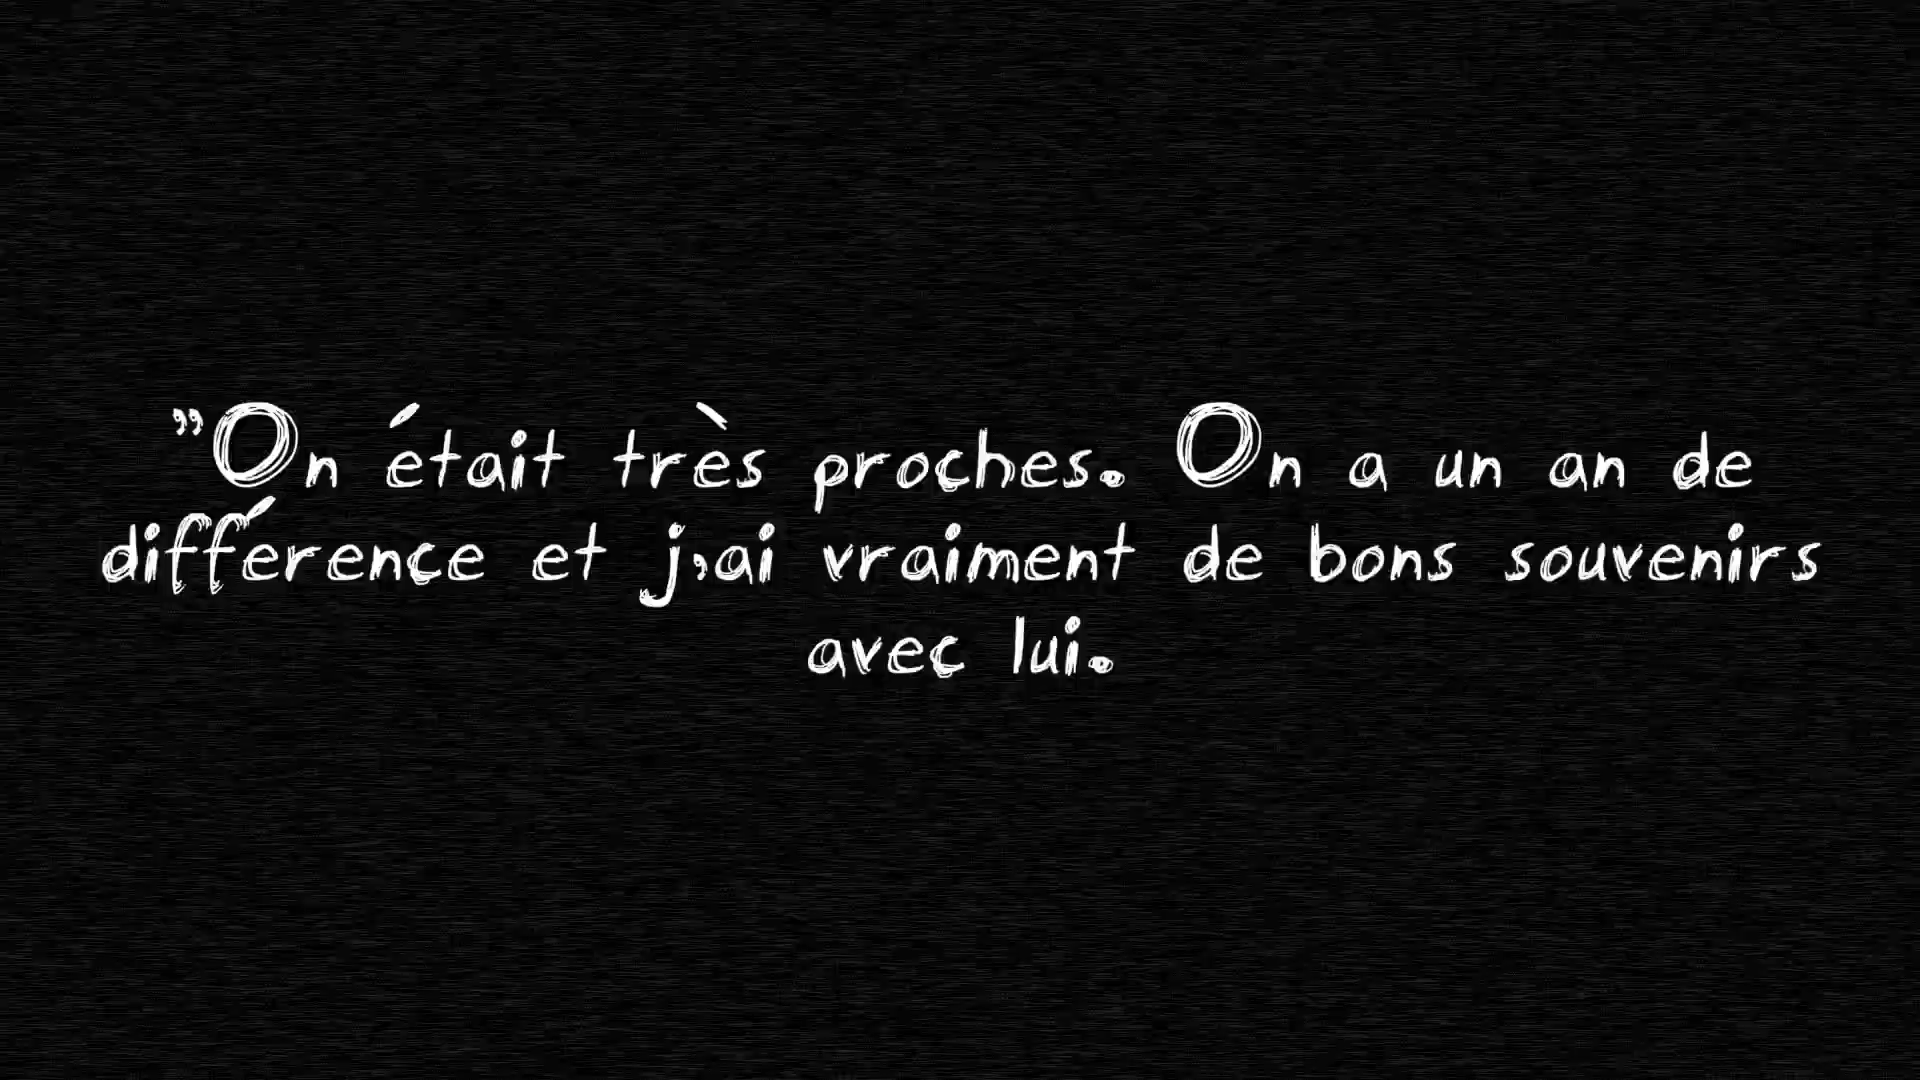 "On était très proches. On a un an de
différence et j'ai vraiment de bons souvenirs
avec lui.